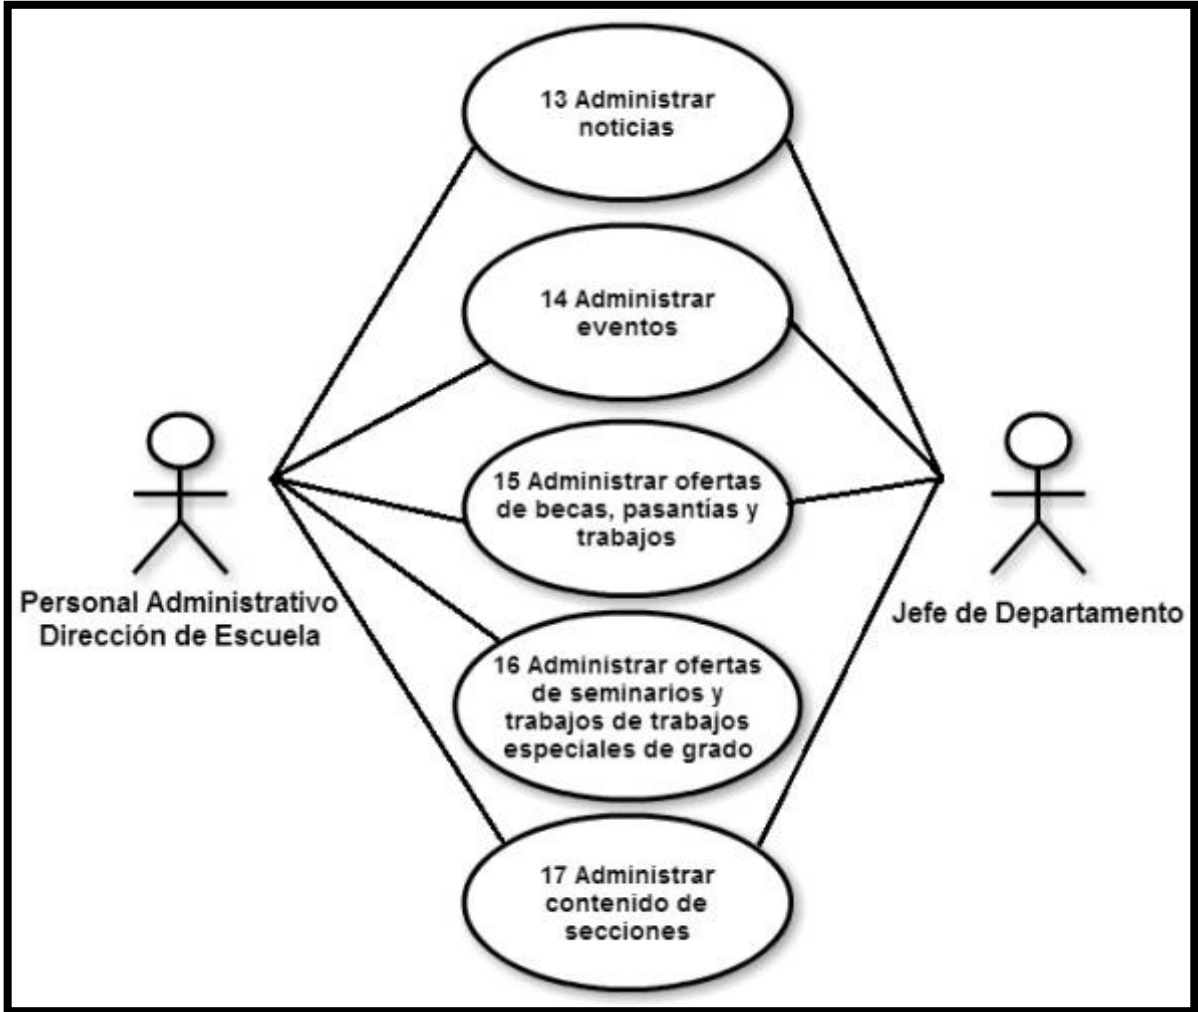 13 Administrar
noticias
14 Administrar
eventos
15 Administrar ofertas
de becas, pasantías y
trabajos
Personal Administrativo
Dirección de Escuela
Jefe de Departamento
16 Administrar ofertas
de seminarios y
trabajos de trabajos
especiales de grado
17 Administrar
contenido de
secciones